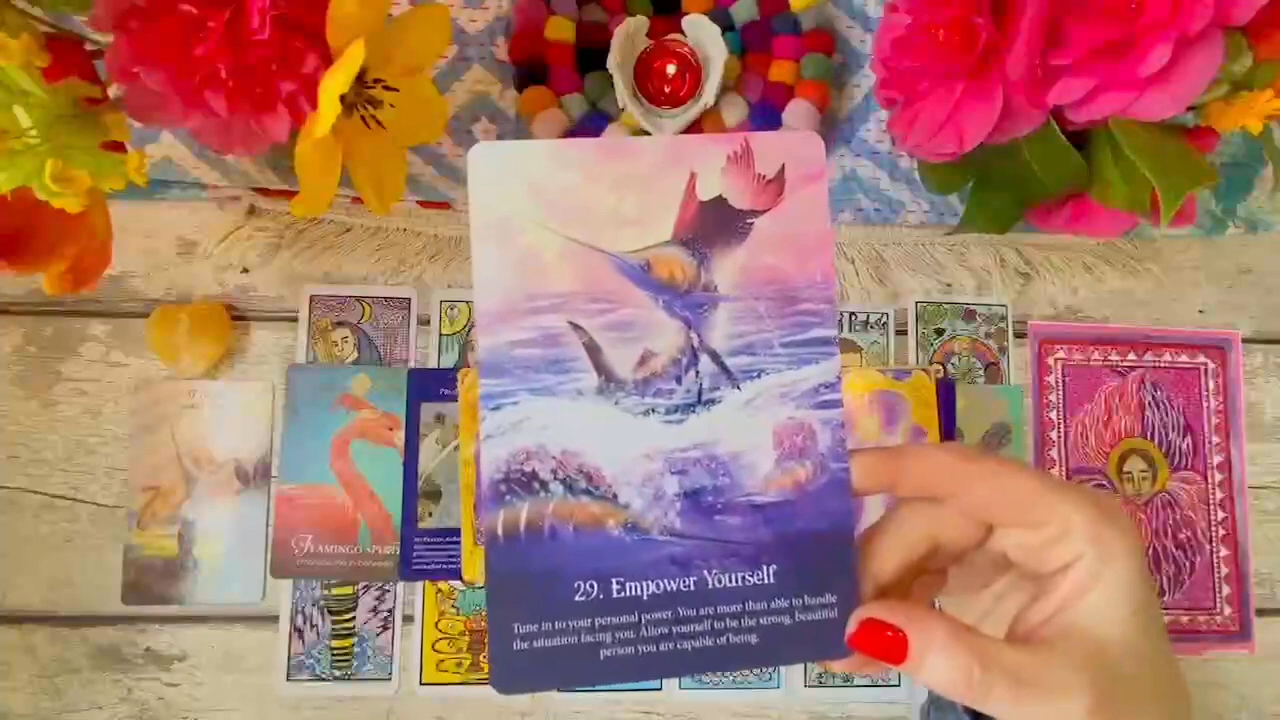 FLAMINGO SPIRIT
29. Empower Yourself
Tune in to your personal power. You are more than able to handle
the situation facing you. Allow yourself to be the strong, beautiful
person you are capable of being.